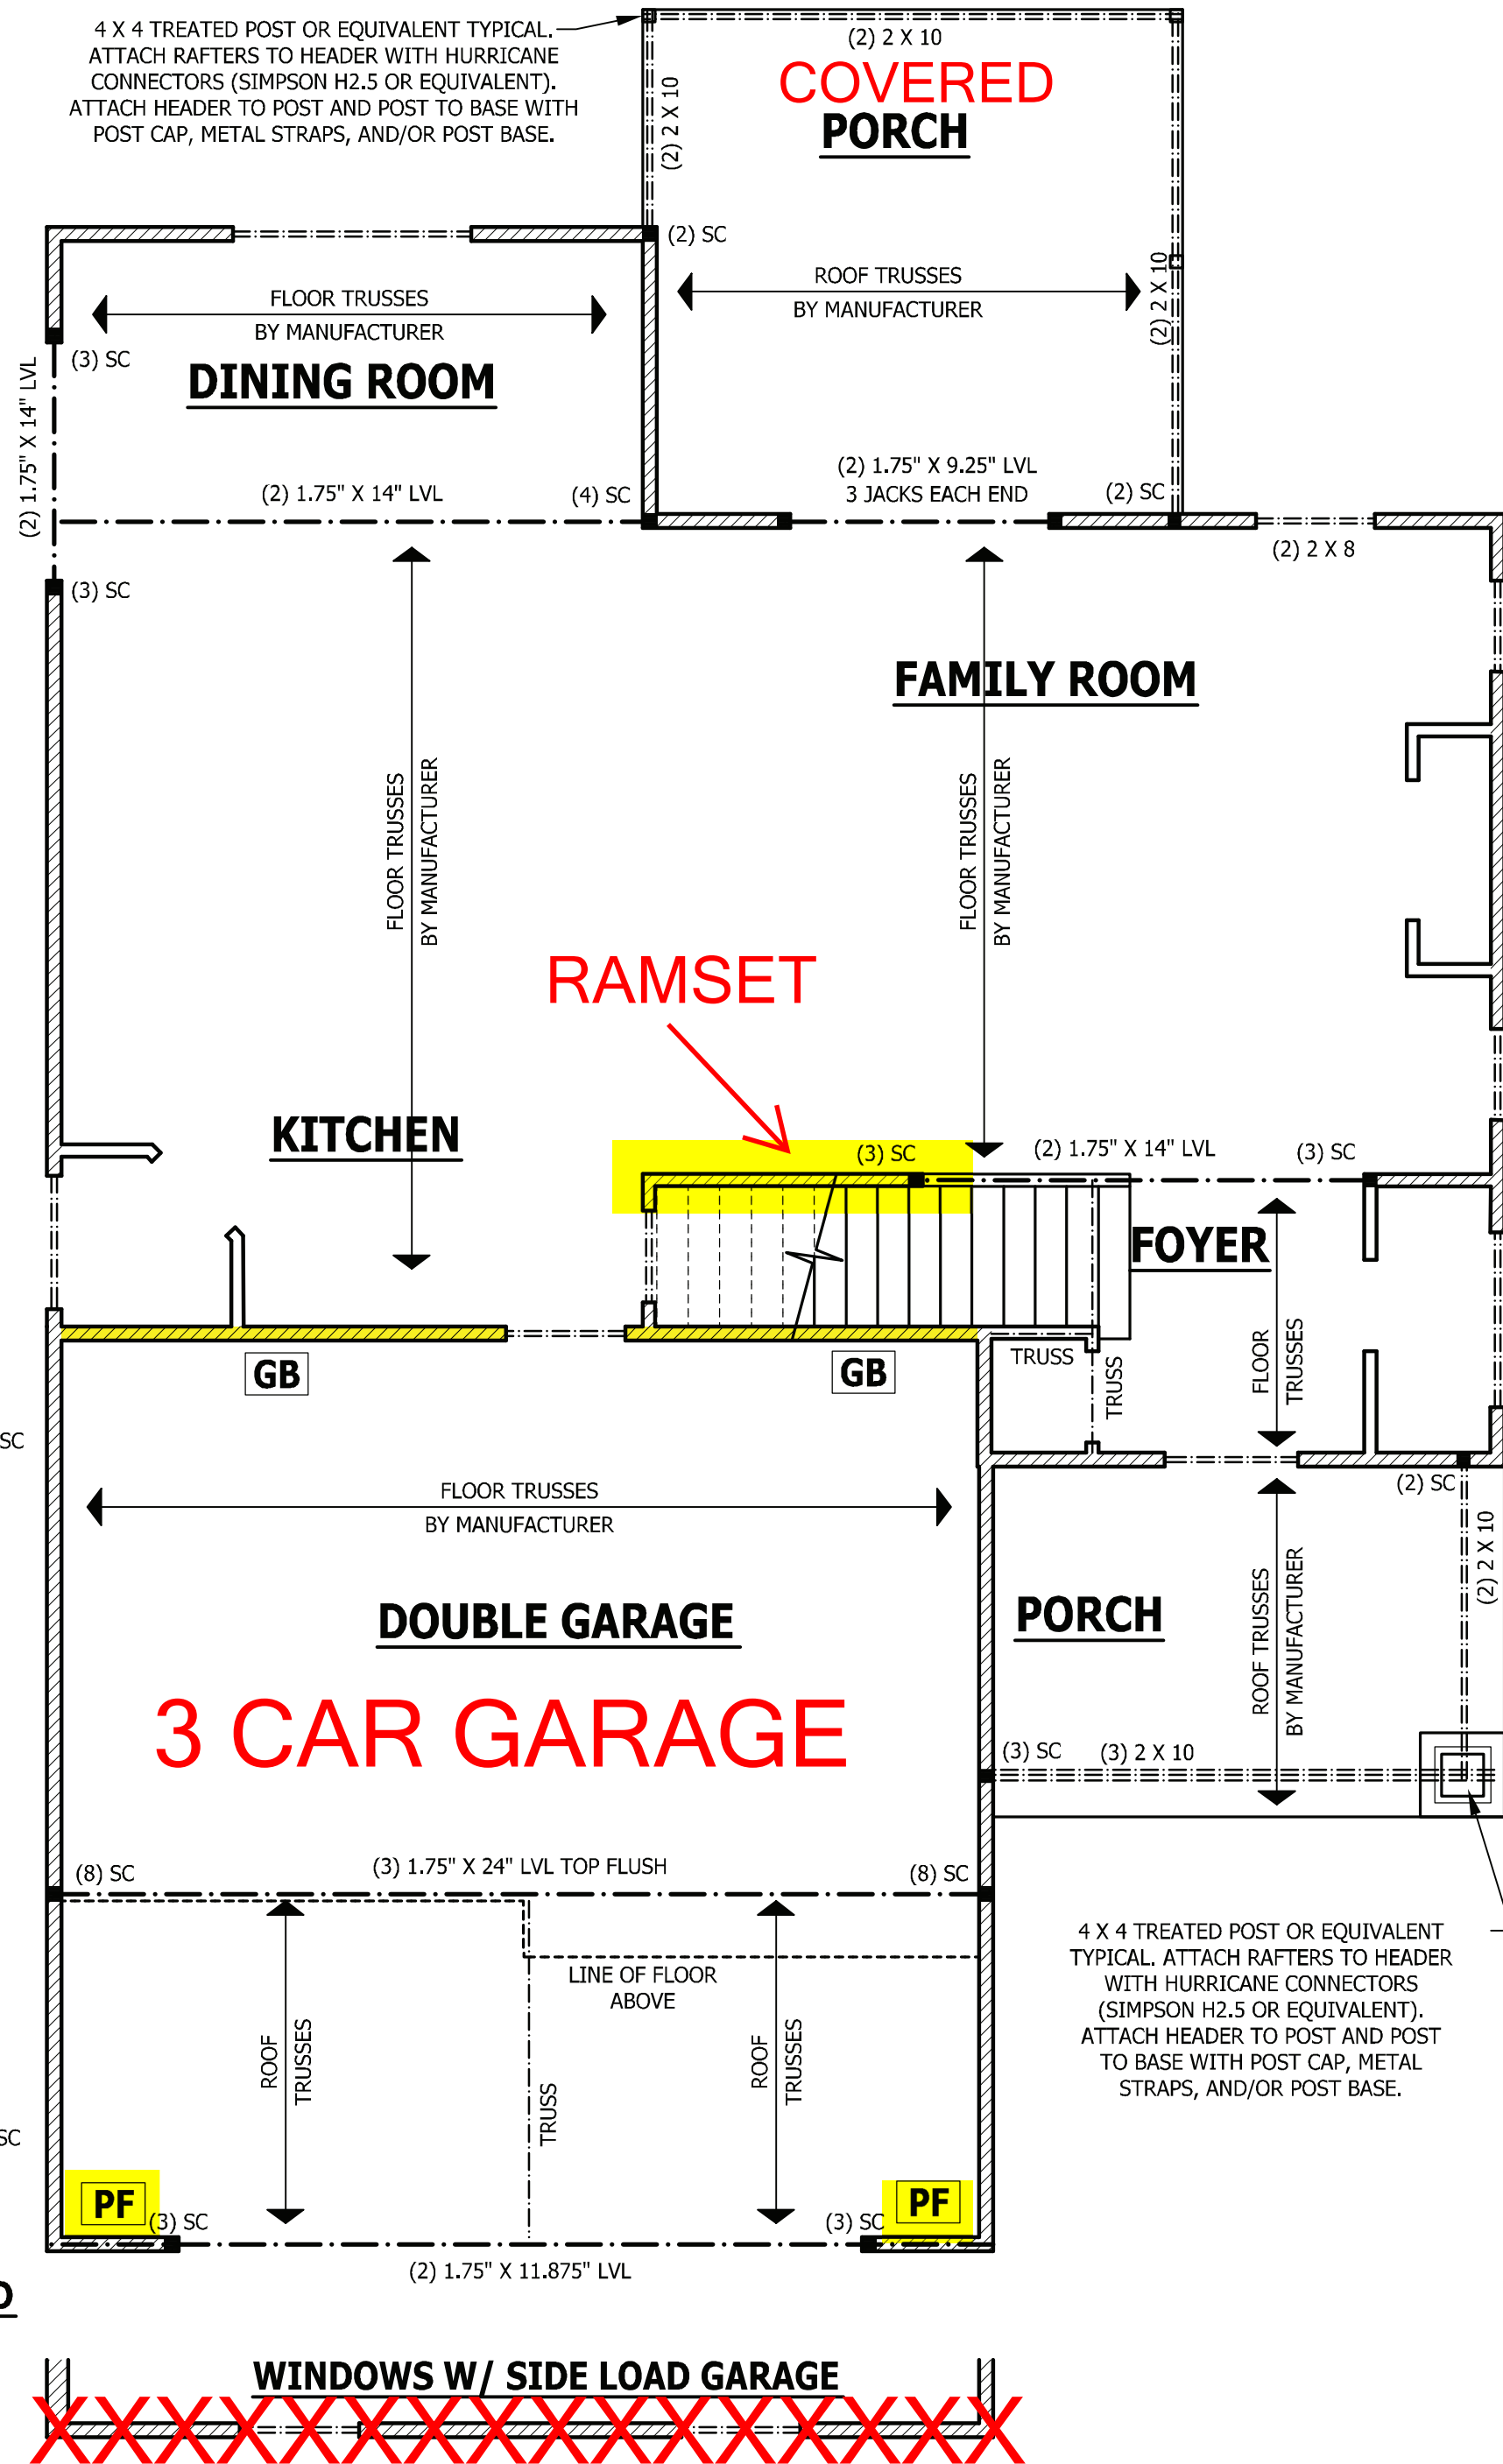 4 X 4 TREATED POST OR EQUIVALENT TYPICAL.
ATTACH RAFTERS TO HEADER WITH HURRICANE
CONNECTORS (SIMPSON H2.5 OR EQUIVALENT).
ATTACH HEADER TO POST AND POST TO BASE WITH
POST CAP, METAL STRAPS, AND/OR POST BASE.
(2) 2 X 10
COVERED
PORCH
(2) 2 X 10
(2) SC
ROOF TRUSSES
BY MANUFACTURER
(2) 2 X 10
FLOOR TRUSSES
BY MANUFACTURER
(3) SC
DINING ROOM
(2) 1.75" X 14" LVL
(2) 1.75" X 14" LVL
(4) SC
(2) 1.75" X 9.25" LVL
3 JACKS EACH END
(2) SC
(2) 2 X 8
(3) SC
FAMILY ROOM
FLOOR TRUSSES
BY MANUFACTURER
FLOOR TRUSSES
BY MANUFACTURER
RAMSET
KITCHEN
(3) SC
(2) 1.75" X 14" LVL
(3) SC
FOYER
GB
GB
TRUSS
TRUSS
FLOOR
TRUSSES
SC
FLOOR TRUSSES
BY MANUFACTURER
(2) SC
(2) 2 X 10
DOUBLE GARAGE
PORCH
ROOF TRUSSES
BY MANUFACTURER
3 CAR GARAGE
(3) SC
(3) 2 X 10
(8) SC
(3) 1.75" X 24" LVL TOP FLUSH
(8) SC
4 X 4 TREATED POST OR EQUIVALENT
TYPICAL. ATTACH RAFTERS TO HEADER
WITH HURRICANE CONNECTORS
(SIMPSON H2.5 OR EQUIVALENT).
ATTACH HEADER TO POST AND POST
TO BASE WITH POST CAP, METAL
STRAPS, AND/OR POST BASE.
LINE OF FLOOR
ABOVE
ROOF
TRUSSES
TRUSS
ROOF
TRUSSES
SC
PF
(3) SC
(3) SC
PF
(2) 1.75" X 11.875" LVL
WINDOWS W/ SIDE LOAD GARAGE
XXXXXXXXXXXXXXXX